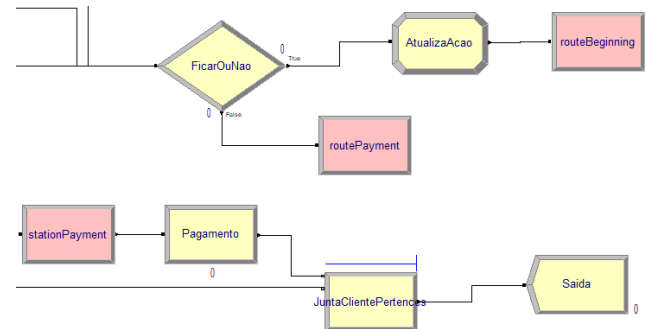 0
True
FicarOuNao
AtualizaAcao
routeBeginning
0
False
routePayment
stationPayment
Pagamento
0
JuntaClientePertences
Saida
0